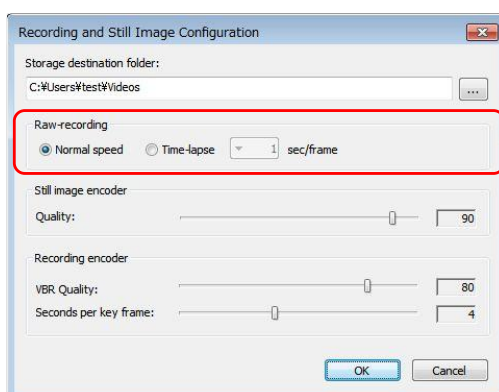 Recording and Still Image Configuration
Storage destination folder:
C:¥Users¥test¥Videos
...
Raw-recording
Normal speed Time-lapse 1 sec/frame
Still image encoder
Quality: 90
Recording encoder
VBR Quality: 80
Seconds per key frame: 4
OK Cancel